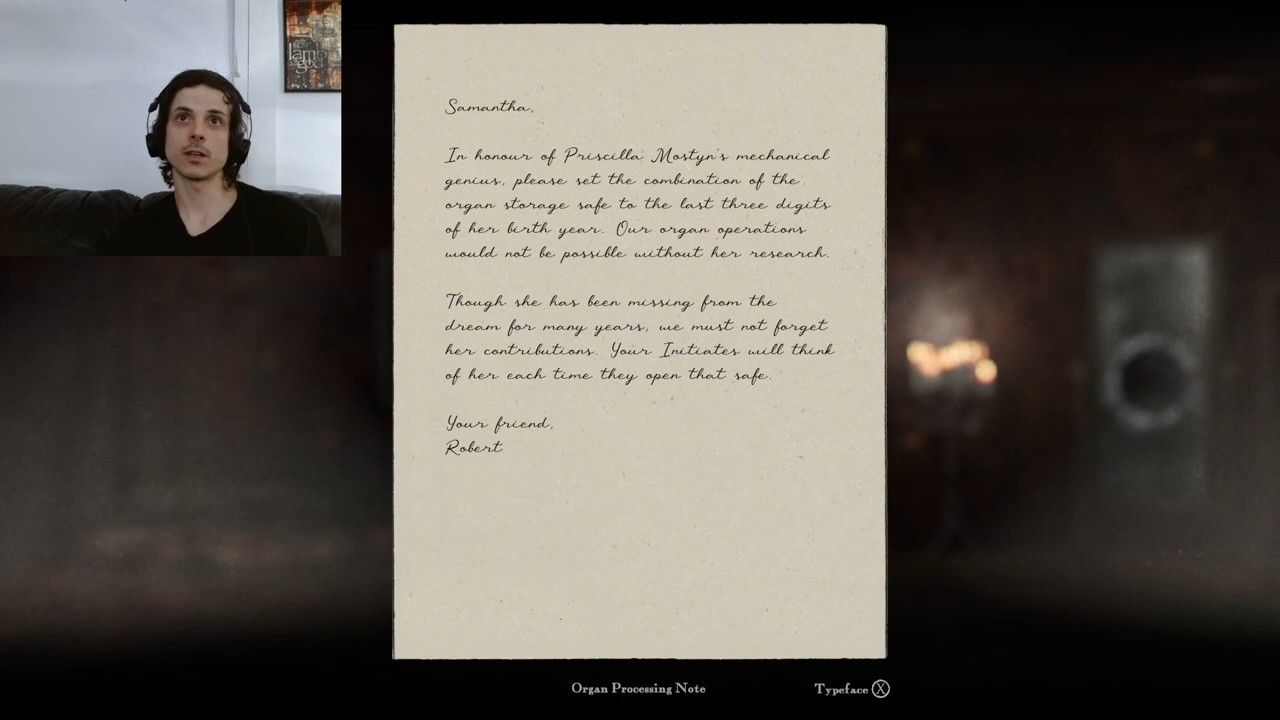 lamb
of
god
Samantha,
In honour of Priscilla Mostyn's mechanical
genius, please set the combination of the
organ storage safe to the last three digits
of her birth year. Our organ operations
would not be possible without her research.
Though she has been missing from the
dream for many years, we must not forget
her contributions. Your Initiates will think
of her each time they open that safe.
Your friend,
Robert
Organ Processing Note
Typeface X